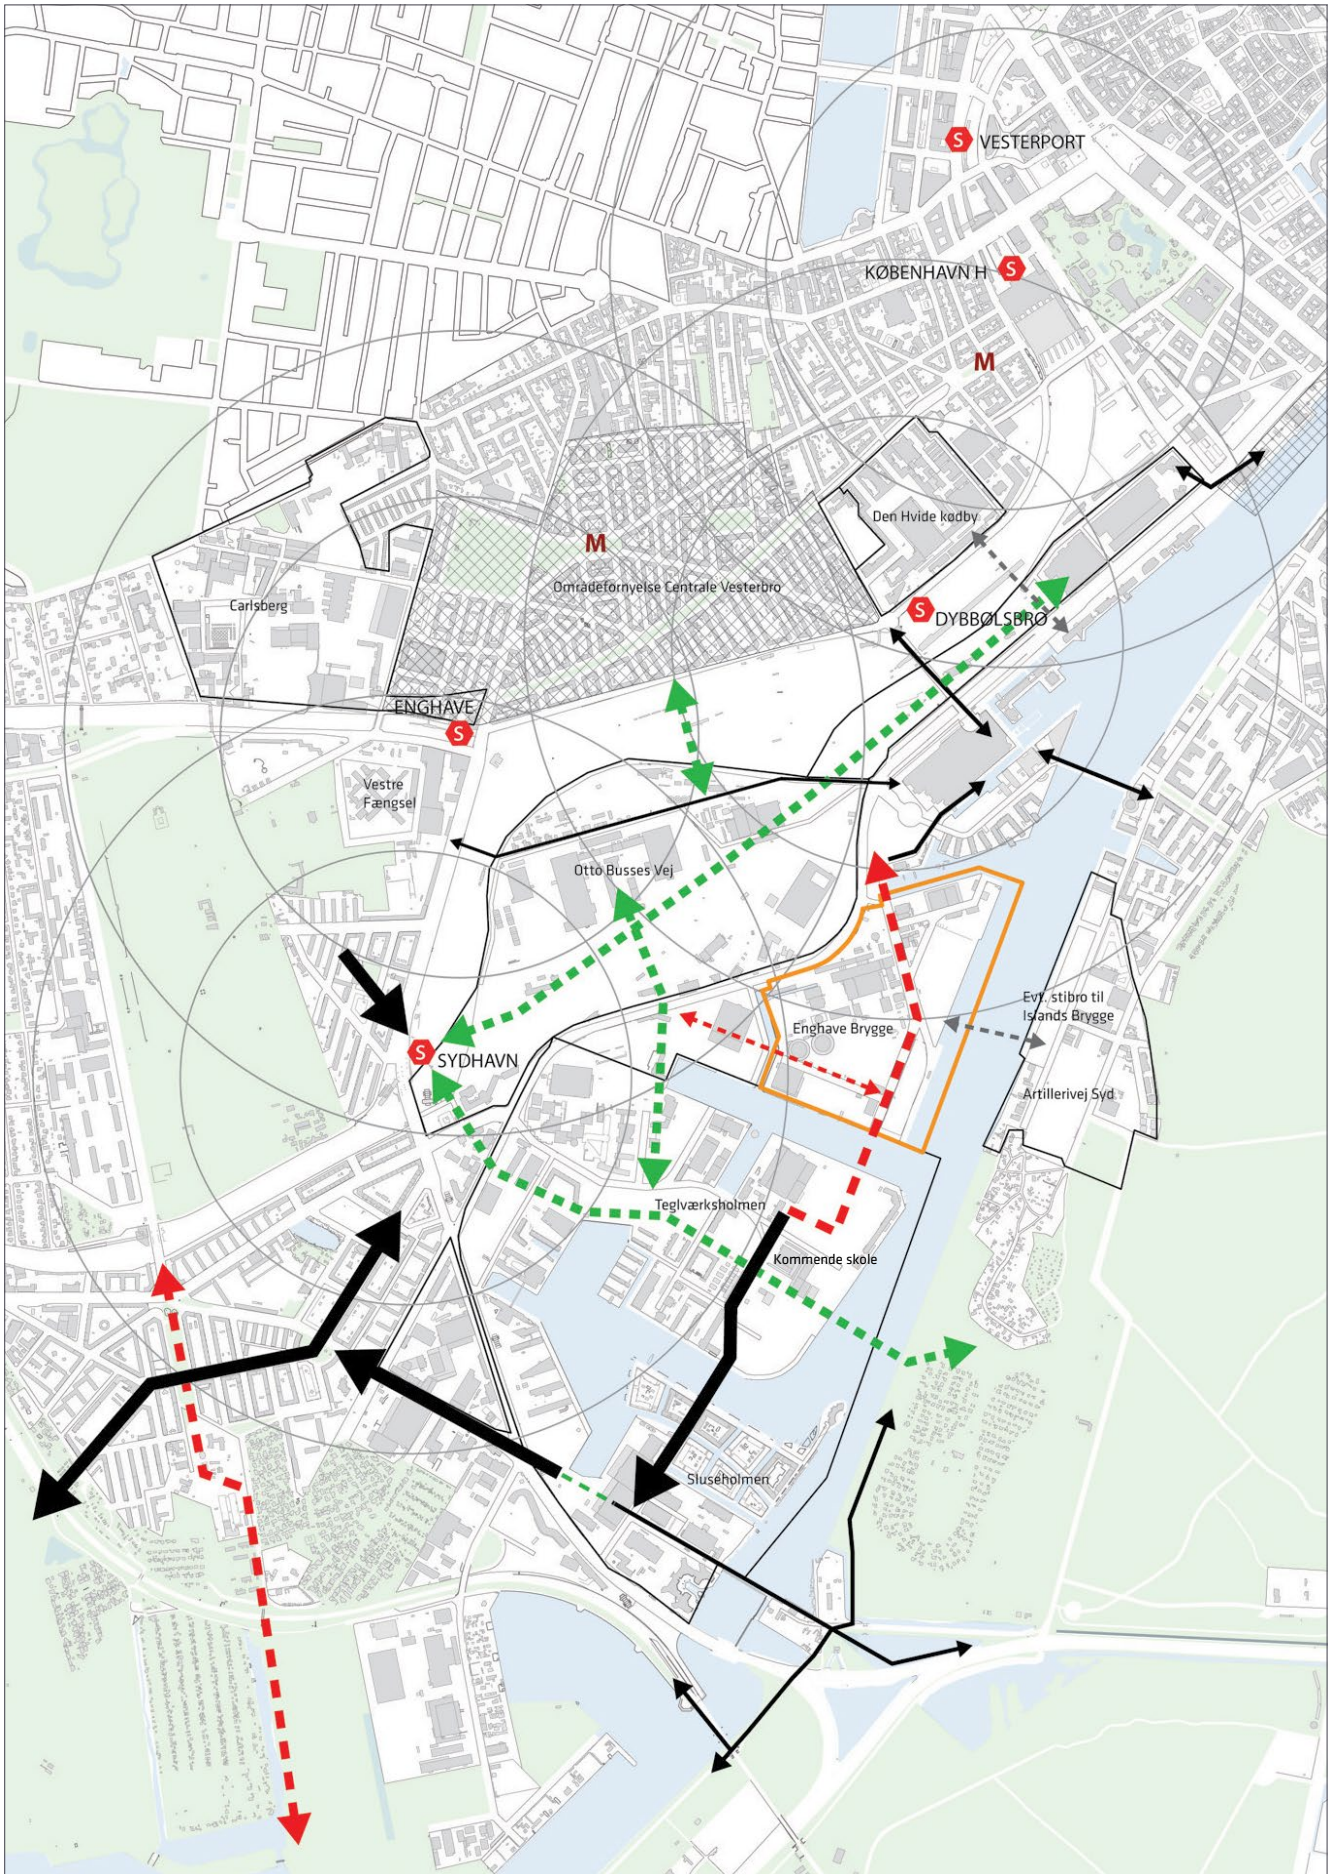 S VESTERPORT
KØBENHAVN H S
M
Den Hvide kødby
M
Områdefornyelse Centrale Vesterbro
Carlsberg
S
DYBBØLSBRO
ENGHAVE
S
Vestre
Fængsel
Otto Busses Vej
Evt. stibro til
Islands Brygge
Enghave Brygge
S SYDHAVN
Artillerivej Syd
Teglværksholmen
Kommende skole
Sluseholmen